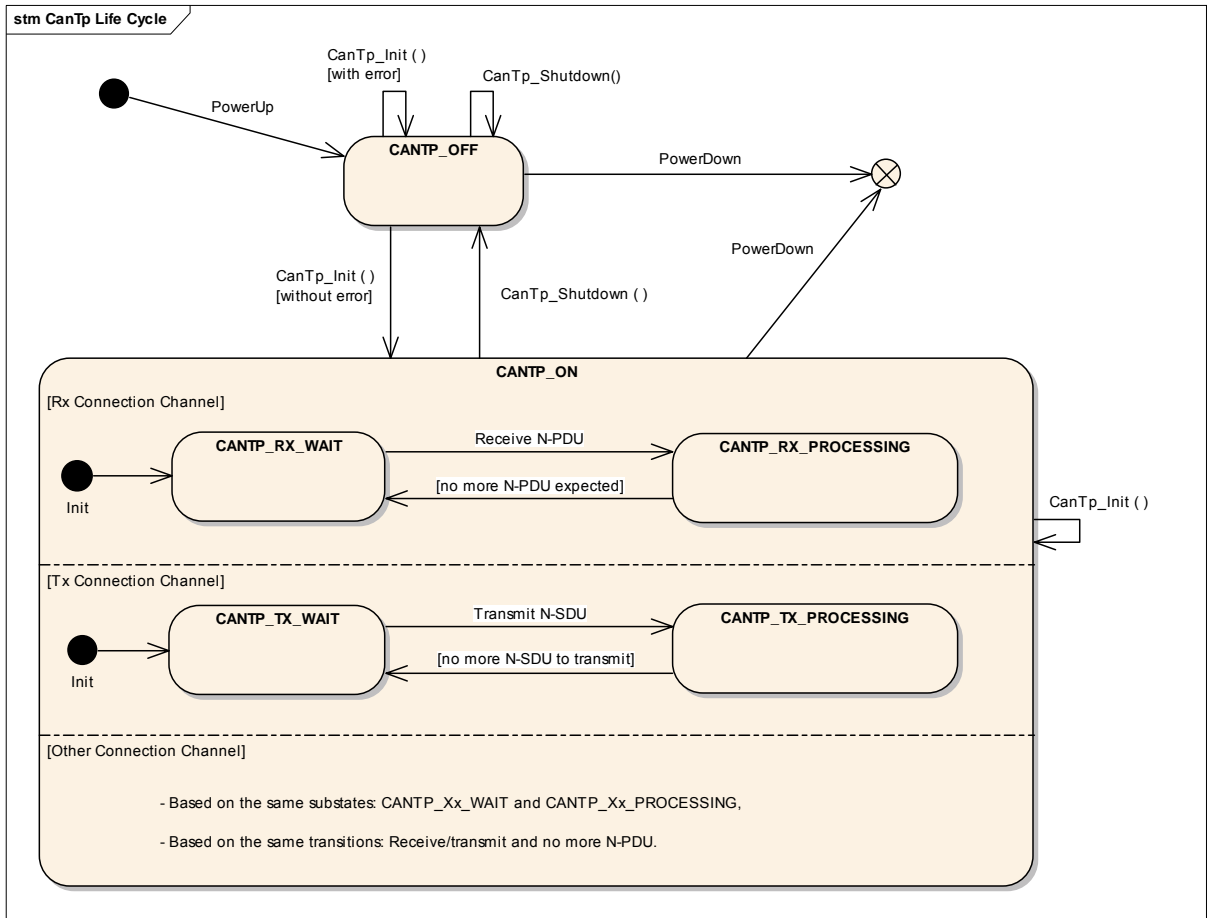 stm CanTp Life Cycle
CanTp_Init ( )
[with error]
CanTp_Shutdown()
PowerUp
CANTP_OFF
PowerDown
PowerDown
CanTp_Init ( )
[without error]
CanTp_Shutdown ( )
CANTP_ON
[Rx Connection Channel]
CANTP_RX_WAIT
Receive N-PDU
CANTP_RX_PROCESSING
[no more N-PDU expected]
Init
CanTp_Init ( )
[Tx Connection Channel]
CANTP_TX_WAIT
Transmit N-SDU
CANTP_TX_PROCESSING
[no more N-SDU to transmit]
Init
[Other Connection Channel]
- Based on the same substates: CANTP_Xx_WAIT and CANTP_Xx_PROCESSING,
- Based on the same transitions: Receive/transmit and no more N-PDU.